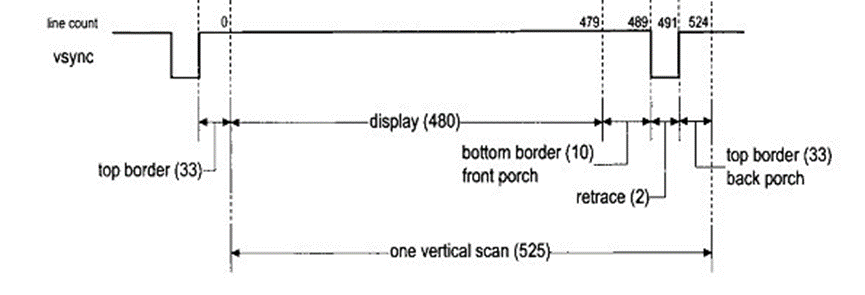 line count 0 479 489 491 524
vsync
display (480)
top border (33)
bottom border (10)
front porch
retrace (2)
top border (33)
back porch
one vertical scan (525)